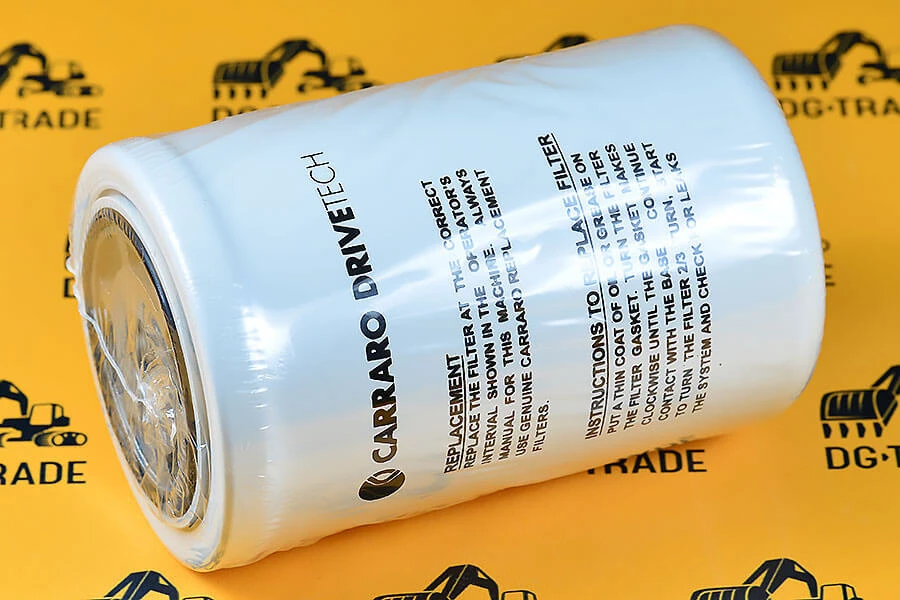 CARRARO DRIVETECH
REPLACEMENT
REPLACE THE FILTER AT THE CORRECT
INTERVAL SHOWN IN THE OPERATOR'S
MANUAL FOR THIS MACHINE. ALWAYS
USE GENUINE CARRARO REPLACEMENT
FILTERS.
INSTRUCTIONS TO REPLACE FILTER
PUT A THIN COAT OF OIL OR GREASE ON
THE FILTER GASKET. TURN THE FILTER
CLOCKWISE UNTIL THE GASKET MAKES
CONTACT WITH THE BASE. CONTINUE
TO TURN THE FILTER 2/3 TURN. START
THE SYSTEM AND CHECK FOR LEAKS
TRADE
DG-TRADE
TRADE
TRADE
DG-T